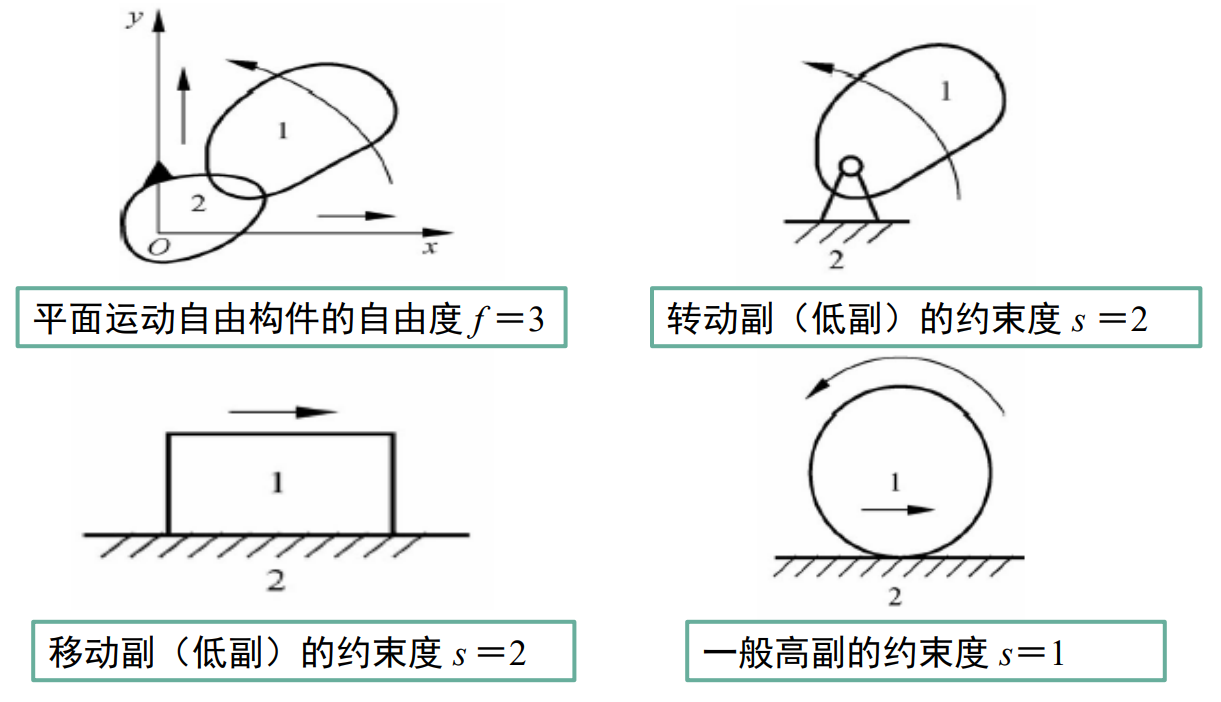 y
1
2
O
x
1
2
平面运动自由构件的自由度 f＝3
转动副（低副）的约束度 s ＝2
1
2
1
2
移动副（低副）的约束度 s ＝2
一般高副的约束度 s＝1